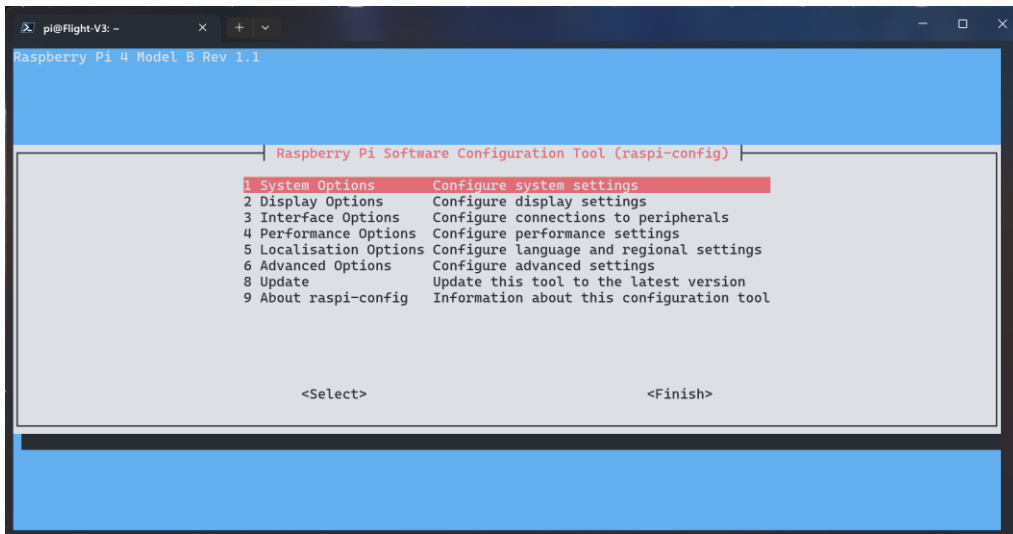 pi@Flight-V3: ~
Raspberry Pi 4 Model B Rev 1.1
Raspberry Pi Software Configuration Tool (raspi-config)
1 System Options Configure system settings
2 Display Options Configure display settings
3 Interface Options Configure connections to peripherals
4 Performance Options Configure performance settings
5 Localisation Options Configure language and regional settings
6 Advanced Options Configure advanced settings
8 Update Update this tool to the latest version
9 About raspi-config Information about this configuration tool
<Select> <Finish>